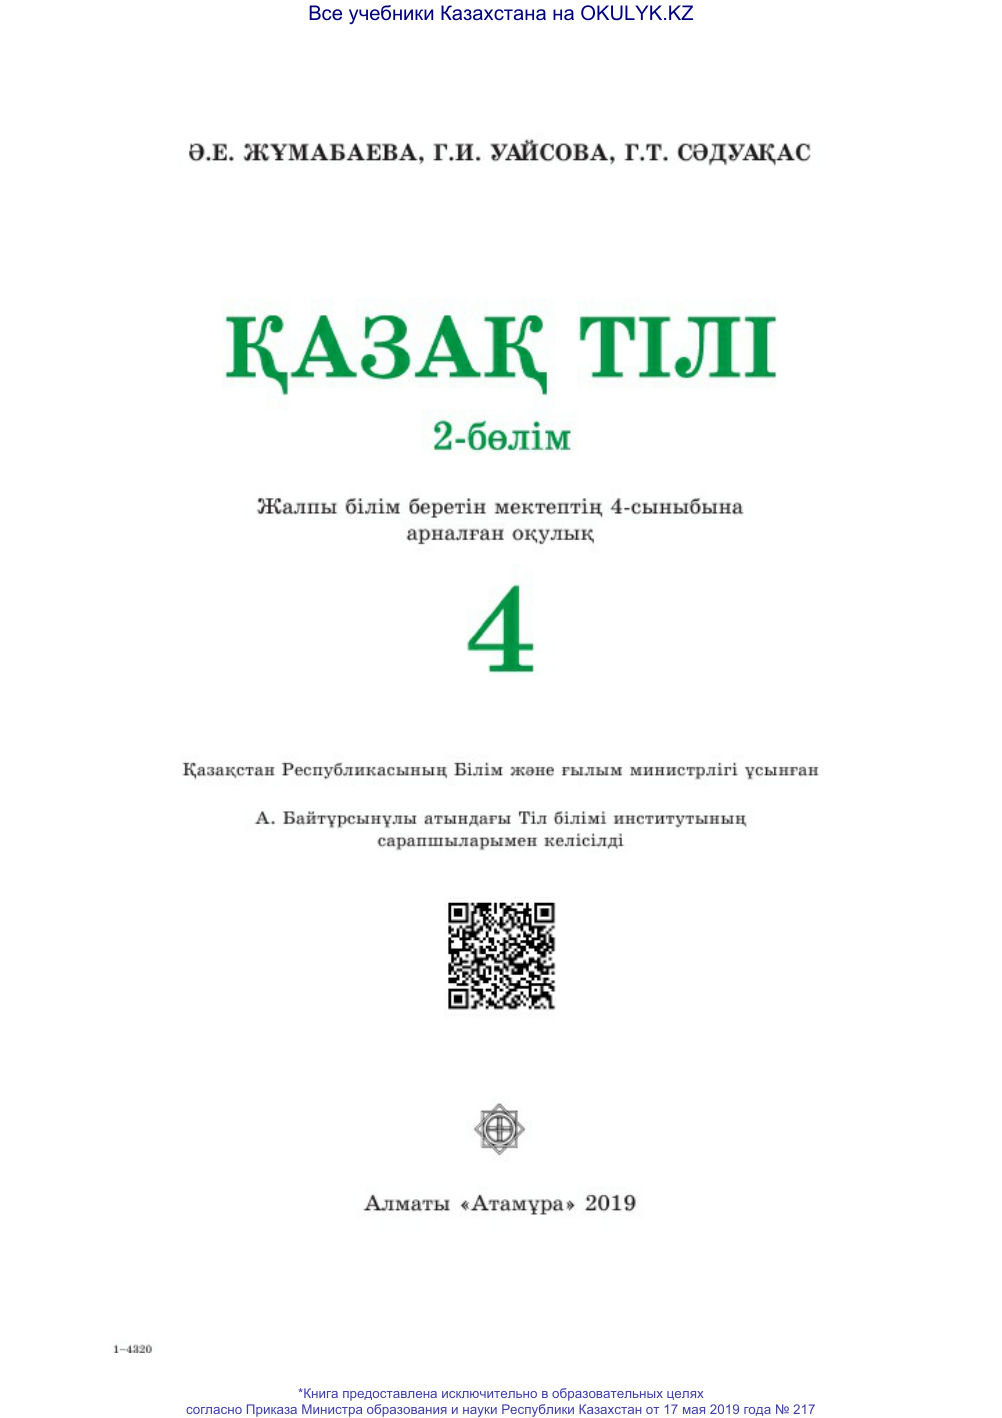 Все учебники Казахстана на OKULYK.KZ
Ә.Е. ЖҰМАБАЕВА, Г.И. УАЙСОВА, Г.Т. СӘДУАҚАС
ҚАЗАҚ ТІЛІ
2-бөлім
Жалпы білім беретін мектептің 4-сыныбына
арналған оқулық
4
Қазақстан Республикасының Білім және ғылым министрлігі ұсынған
А. Байтұрсынұлы атындағы Тіл білімі институтының
сарапшыларымен келісілді
Алматы «Атамұра» 2019
1–4320
*Книга предоставлена исключительно в образовательных целях
согласно Приказа Министра образования и науки Республики Казахстан от 17 мая 2019 года № 217